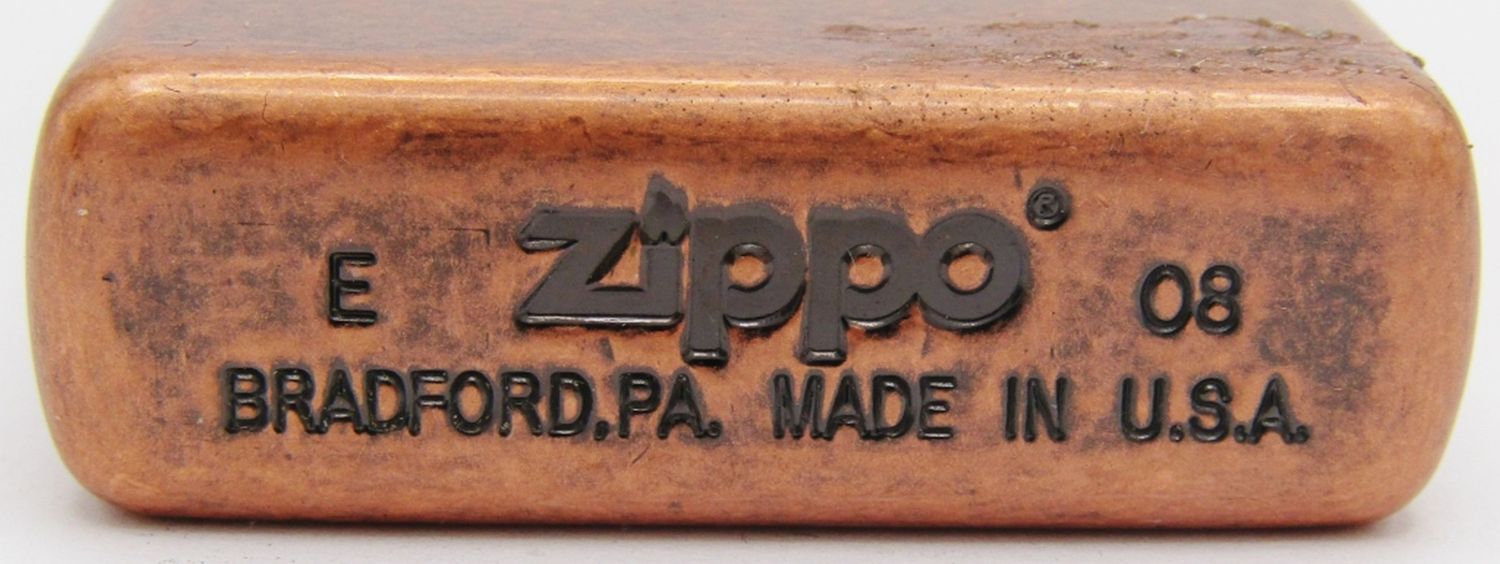 E zippo® 08
BRADFORD,PA. MADE IN U.S.A.